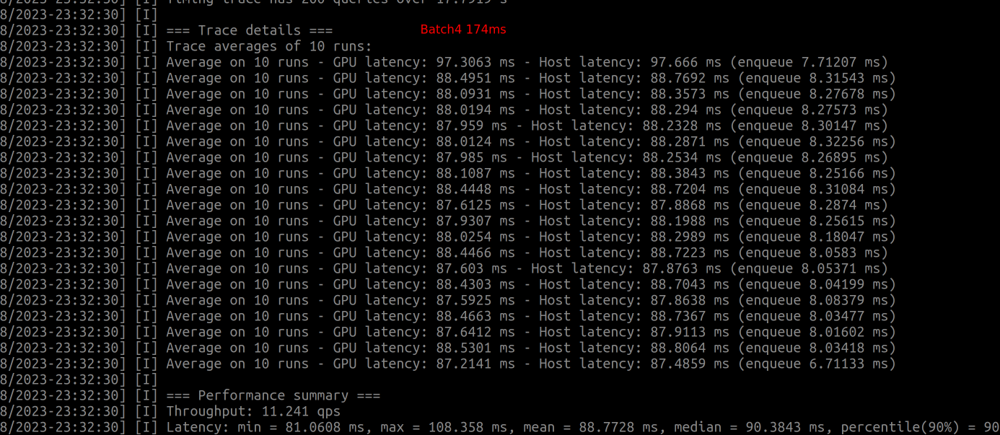 8/2023-23:32:30] [I] Timing trace has 200 queries over 17.7919 s
8/2023-23:32:30] [I]
8/2023-23:32:30] [I] === Trace details ===
Batch4 174ms
8/2023-23:32:30] [I] Trace averages of 10 runs:
8/2023-23:32:30] [I] Average on 10 runs - GPU latency: 97.3063 ms - Host latency: 97.666 ms (enqueue 7.71207 ms)
8/2023-23:32:30] [I] Average on 10 runs - GPU latency: 88.4951 ms - Host latency: 88.7692 ms (enqueue 8.31543 ms)
8/2023-23:32:30] [I] Average on 10 runs - GPU latency: 88.0931 ms - Host latency: 88.3573 ms (enqueue 8.27678 ms)
8/2023-23:32:30] [I] Average on 10 runs - GPU latency: 88.0194 ms - Host latency: 88.294 ms (enqueue 8.27573 ms)
8/2023-23:32:30] [I] Average on 10 runs - GPU latency: 87.959 ms - Host latency: 88.2328 ms (enqueue 8.30147 ms)
8/2023-23:32:30] [I] Average on 10 runs - GPU latency: 88.0124 ms - Host latency: 88.2871 ms (enqueue 8.32256 ms)
8/2023-23:32:30] [I] Average on 10 runs - GPU latency: 87.985 ms - Host latency: 88.2534 ms (enqueue 8.26895 ms)
8/2023-23:32:30] [I] Average on 10 runs - GPU latency: 88.1087 ms - Host latency: 88.3843 ms (enqueue 8.25166 ms)
8/2023-23:32:30] [I] Average on 10 runs - GPU latency: 88.4448 ms - Host latency: 88.7204 ms (enqueue 8.31084 ms)
8/2023-23:32:30] [I] Average on 10 runs - GPU latency: 87.6125 ms - Host latency: 87.8868 ms (enqueue 8.2874 ms)
8/2023-23:32:30] [I] Average on 10 runs - GPU latency: 87.9307 ms - Host latency: 88.1988 ms (enqueue 8.25615 ms)
8/2023-23:32:30] [I] Average on 10 runs - GPU latency: 88.0254 ms - Host latency: 88.2989 ms (enqueue 8.18047 ms)
8/2023-23:32:30] [I] Average on 10 runs - GPU latency: 88.4466 ms - Host latency: 88.7223 ms (enqueue 8.0583 ms)
8/2023-23:32:30] [I] Average on 10 runs - GPU latency: 87.603 ms - Host latency: 87.8763 ms (enqueue 8.05371 ms)
8/2023-23:32:30] [I] Average on 10 runs - GPU latency: 88.4303 ms - Host latency: 88.7043 ms (enqueue 8.04199 ms)
8/2023-23:32:30] [I] Average on 10 runs - GPU latency: 87.5925 ms - Host latency: 87.8638 ms (enqueue 8.08379 ms)
8/2023-23:32:30] [I] Average on 10 runs - GPU latency: 88.4663 ms - Host latency: 88.7367 ms (enqueue 8.03477 ms)
8/2023-23:32:30] [I] Average on 10 runs - GPU latency: 87.6412 ms - Host latency: 87.9113 ms (enqueue 8.01602 ms)
8/2023-23:32:30] [I] Average on 10 runs - GPU latency: 88.5301 ms - Host latency: 88.8064 ms (enqueue 8.03418 ms)
8/2023-23:32:30] [I] Average on 10 runs - GPU latency: 87.2141 ms - Host latency: 87.4859 ms (enqueue 6.71133 ms)
8/2023-23:32:30] [I]
8/2023-23:32:30] [I] === Performance summary ===
8/2023-23:32:30] [I] Throughput: 11.241 qps
8/2023-23:32:30] [I] Latency: min = 81.0608 ms, max = 108.358 ms, mean = 88.7728 ms, median = 90.3843 ms, percentile(90%) = 90